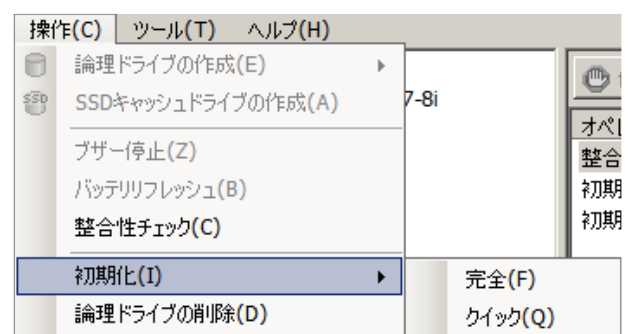 操作(C) ツール(T) ヘルプ(H)
論理ドライブの作成(E)
SSD SSDキャッシュドライブの作成(A)
7-8i
ブザー停止(Z)
オペレ
バッテリリフレッシュ(B)
整合
初期
整合性チェック(C)
初期
初期化(I)
完全(F)
論理ドライブの削除(D)
クイック(Q)